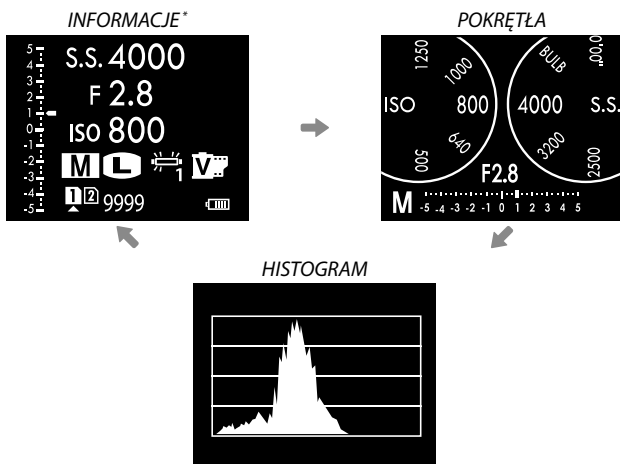 INFORMACJE*
5
4
3
2
1
0
-1
-2
-3
-4
-5
S.S. 4000
F 2.8
ISO 800
M L 1 V
1 2 9999
POKRĘTŁA
1250
1000
ISO 800
640
500
BULB
00'00"
4000 S.S.
3200
2500
F2.8
M -5 -4 -3 -2 -1 0 1 2 3 4 5
HISTOGRAM